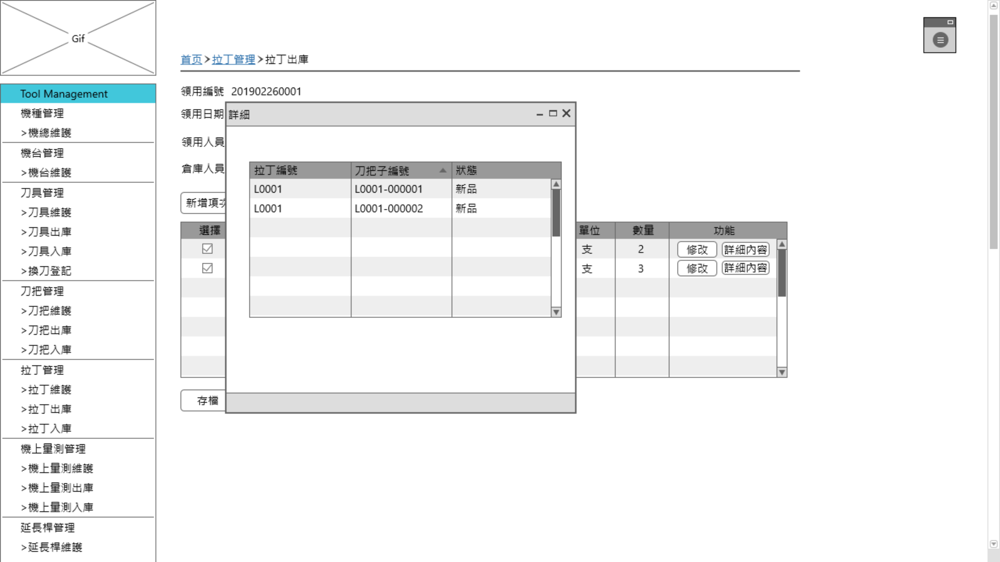 Gif
Tool Management
機種管理
>機總維護
機台管理
>機台維護
刀具管理
>刀具維護
>刀具出庫
>刀具入庫
>換刀登記
刀把管理
>刀把維護
>刀把出庫
>刀把入庫
拉丁管理
>拉丁維護
>拉丁出庫
>拉丁入庫
機上量測管理
>機上量測維護
>機上量測出庫
>機上量測入庫
延長桿管理
>延長桿維護
首页>拉丁管理>拉丁出庫
領用編號 201902260001
領用日期
領用人員
倉庫人員
新增項
選擇 單位 數量 功能
支 2 修改 詳細內容
支 3 修改 詳細內容
存檔
詳細
拉丁編號 刀把子編號 狀態
L0001 L0001-000001 新品
L0001 L0001-000002 新品